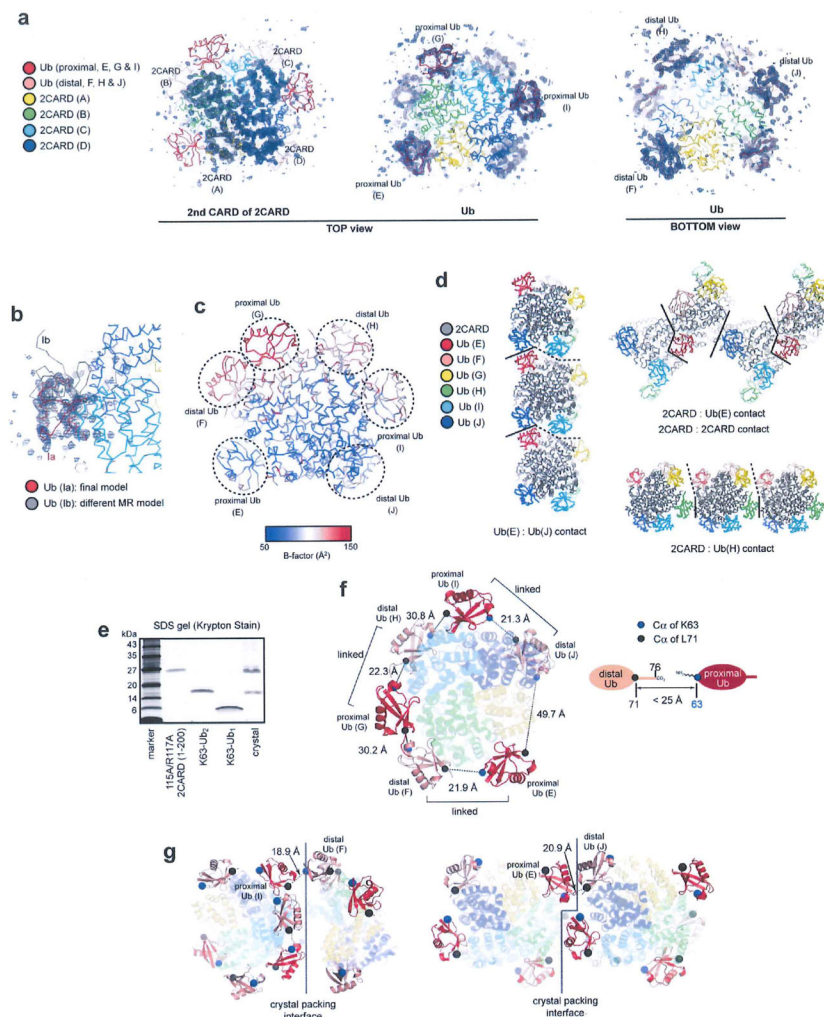 a
Ub (proximal, E, G & I)
Ub (distal, F, H & J)
2CARD (A)
2CARD (B)
2CARD (C)
2CARD (D)
2CARD
(B)
2CARD
(C)
2CARD
(D)
2CARD
(A)
2nd CARD of 2CARD
proximal Ub
(G)
proximal Ub
(I)
proximal Ub
(E)
Ub
TOP view
distal Ub
(H)
distal Ub
(J)
distal Ub
(F)
Ub
BOTTOM view
b
Ib
Ia
Ub (Ia): final model
Ub (Ib): different MR model
c
proximal Ub
(G)
distal Ub
(H)
distal Ub
(F)
proximal Ub
(I)
proximal Ub
(E)
distal Ub
(J)
50
150
B-factor (Å²)
d
2CARD
Ub (E)
Ub (F)
Ub (G)
Ub (H)
Ub (I)
Ub (J)
Ub(E) : Ub(J) contact
2CARD : Ub(E) contact
2CARD : 2CARD contact
2CARD : Ub(H) contact
e
SDS gel (Krypton Stain)
kDa
43
35
27
20
14
6
marker
115A/R117A
2CARD (1-200)
K63-Ub₂
K63-Ub₁
crystal
f
proximal
Ub (I)
linked
distal
Ub (H)
30.8 Å
21.3 Å
distal
Ub (J)
linked
22.3 Å
49.7 Å
proximal
Ub (G)
30.2 Å
distal
Ub (F)
21.9 Å
proximal
Ub (E)
linked
Cα of K63
Cα of L71
distal
Ub
76
CO₂
71
< 25 Å
63
proximal
Ub
g
18.9 Å
distal
Ub (F)
proximal
Ub (I)
crystal packing
interface
20.9 Å
distal
Ub (J)
proximal
Ub (E)
crystal packing
interface